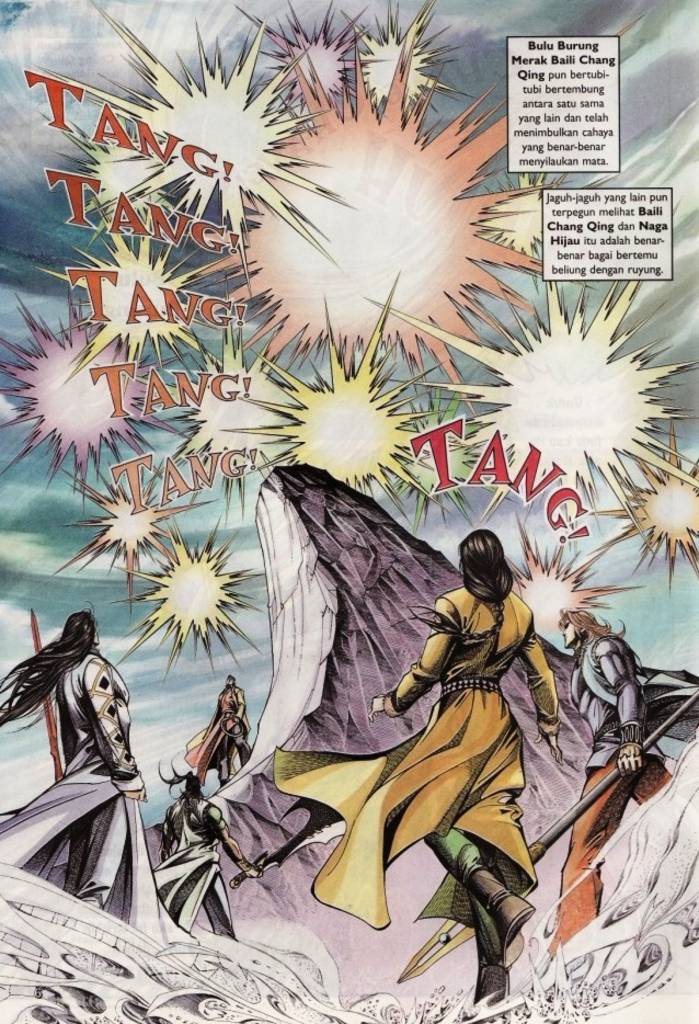 Bulu Burung
Merak Baili Chang
Qing pun bertubi-
tubi bertembung
antara satu sama
yang lain dan telah
menimbulkan cahaya
yang benar-benar
menyilaukan mata.
Jaguh-jaguh yang lain pun
terpegun melihat Baili
Chang Qing dan Naga
Hijau itu adalah benar-
benar bagai bertemu
beliung dengan ruyung.
TANG!
TANG!
TANG!
TANG!
TANG!
TANG!